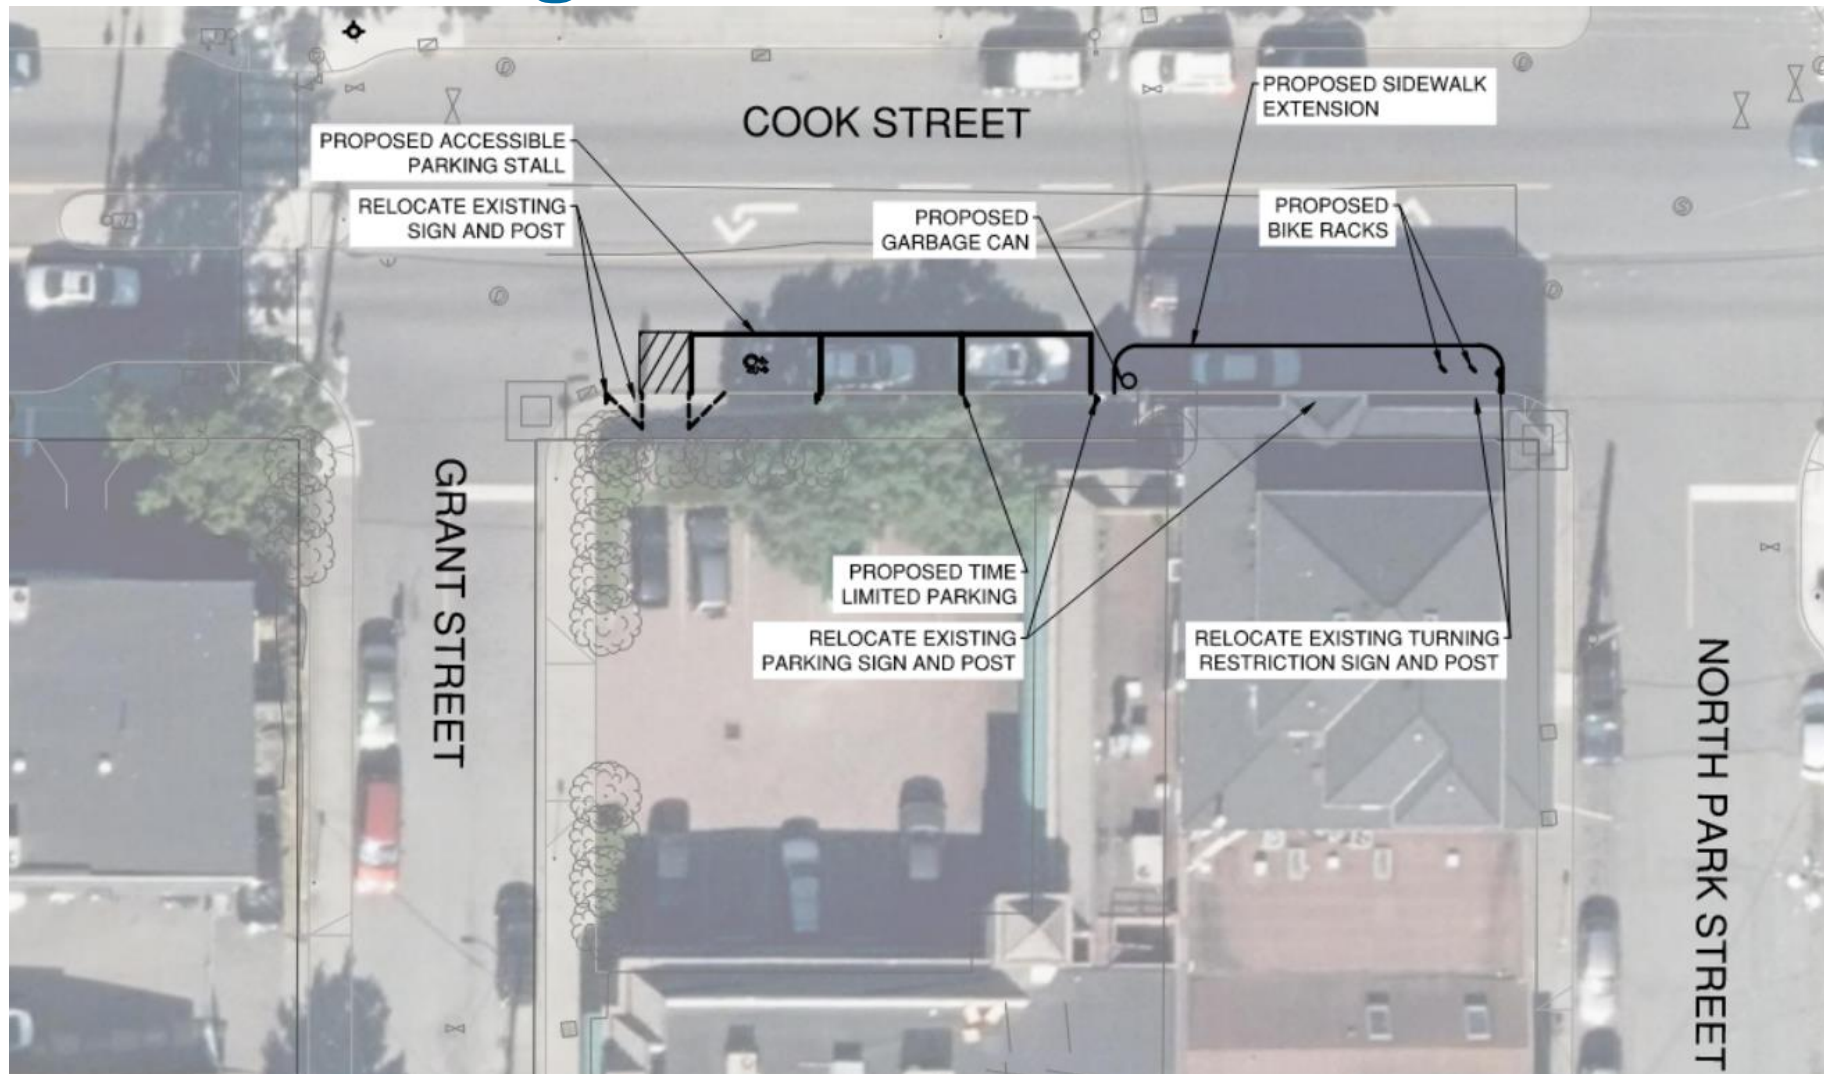 COOK STREET
PROPOSED SIDEWALK
EXTENSION
PROPOSED ACCESSIBLE
PARKING STALL
RELOCATE EXISTING
SIGN AND POST
PROPOSED
GARBAGE CAN
PROPOSED
BIKE RACKS
GRANT STREET
PROPOSED TIME
LIMITED PARKING
RELOCATE EXISTING
PARKING SIGN AND POST
RELOCATE EXISTING TURNING
RESTRICTION SIGN AND POST
NORTH PARK STREET